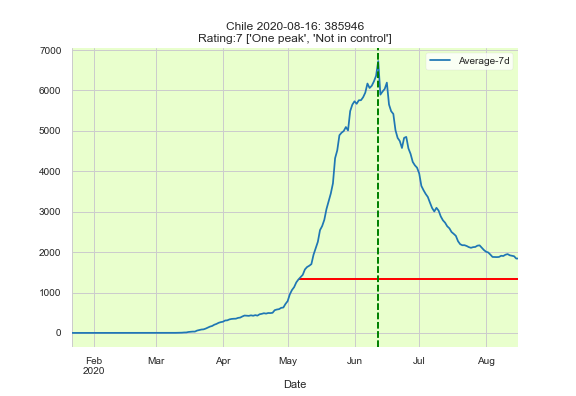 Chile 2020-08-16: 385946
Rating:7 ['One peak', 'Not in control']
Average-7d
7000
6000
5000
4000
3000
2000
1000
0
Feb
2020
Mar
Apr
May
Jun
Jul
Aug
Date